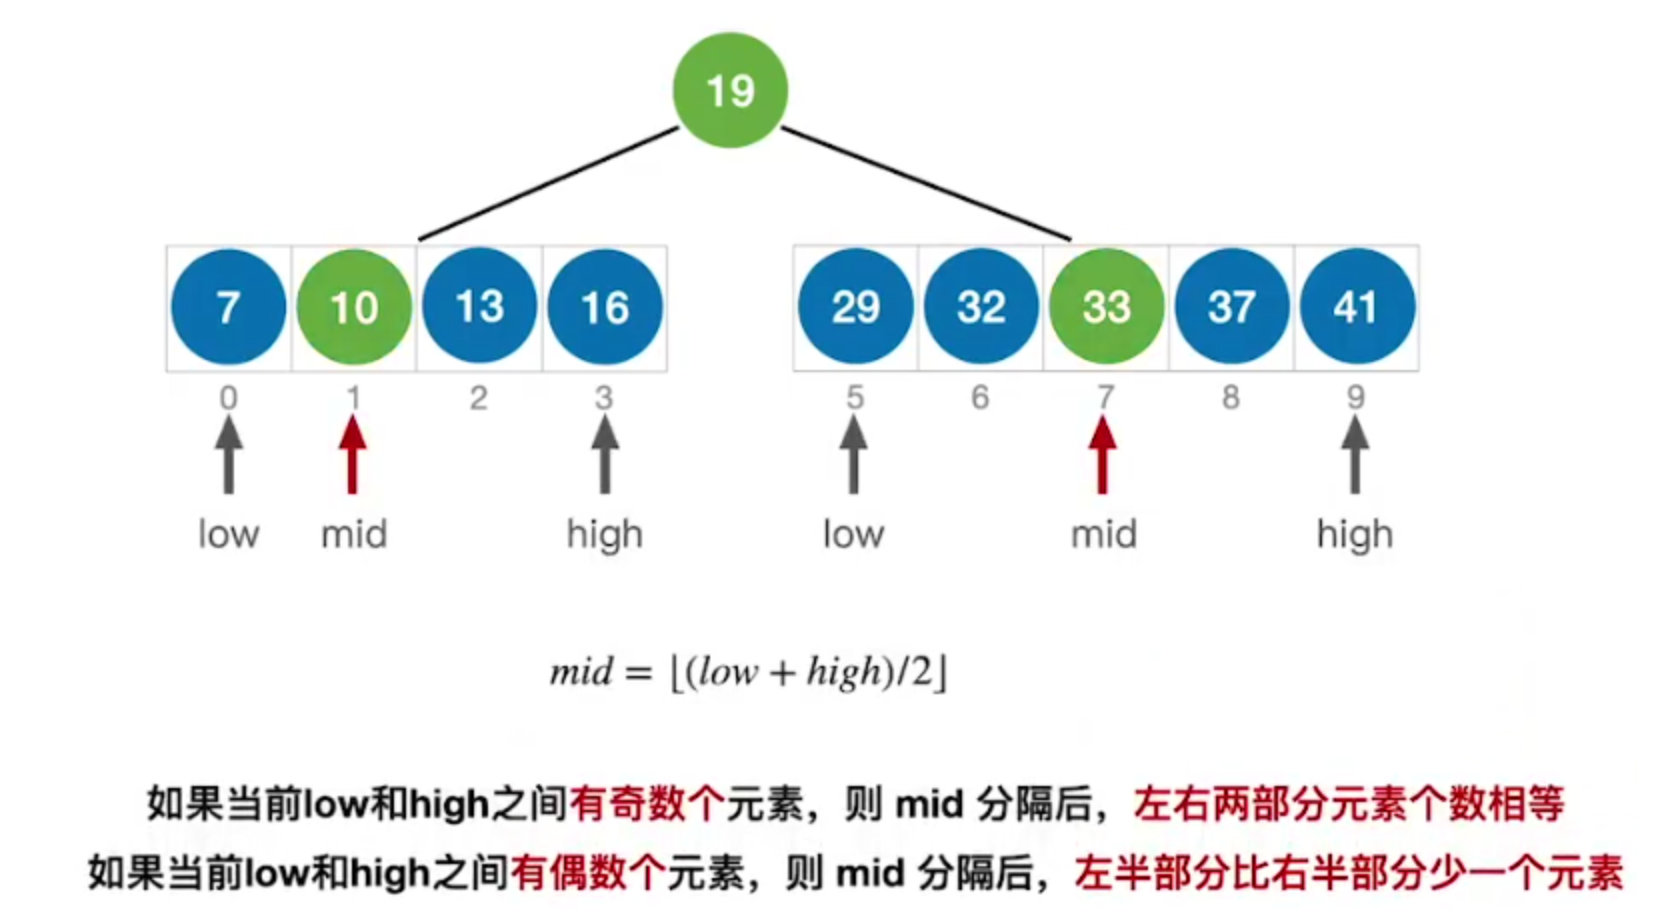 19
7 10 13 16 29 32 33 37 41
0 1 2 3 5 6 7 8 9
low mid high low mid high
mid = ⌊(low + high)/2⌋
如果当前low和high之间有奇数个元素，则 mid 分隔后，左右两部分元素个数相等
如果当前low和high之间有偶数个元素，则 mid 分隔后，左半部分比右半部分少一个元素